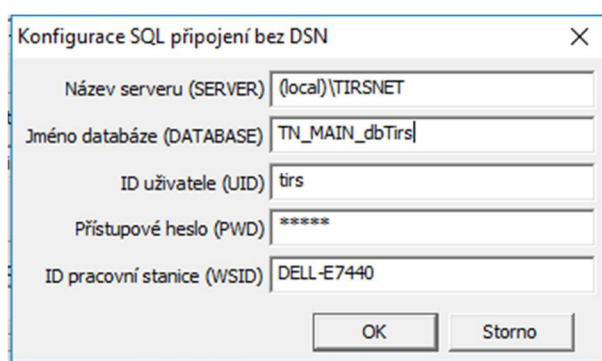 Konfigurace SQL připojení bez DSN
Název serveru (SERVER) (local)\TIRSNET
Jméno databáze (DATABASE) TN_MAIN_dbTirs
ID uživatele (UID) tirs
Přístupové heslo (PWD) *****
ID pracovní stanice (WSID) DELL-E7440
OK Storno